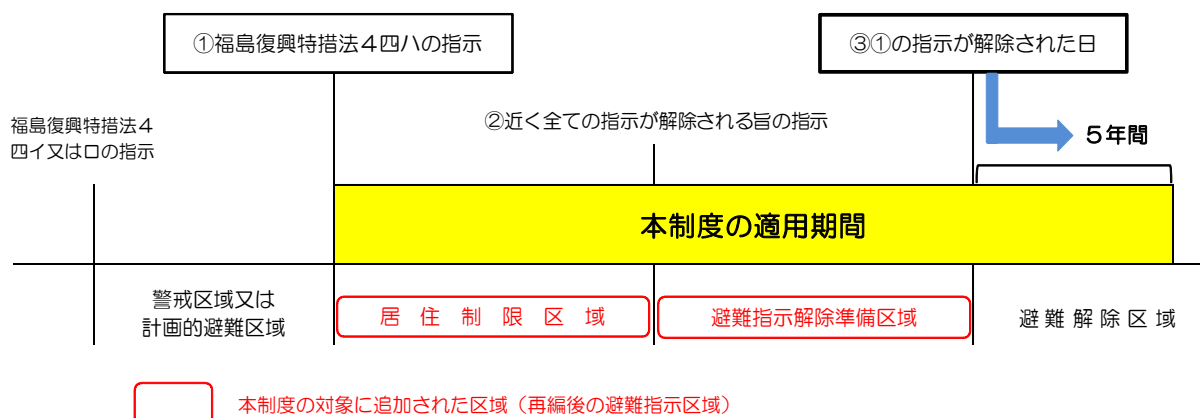 ①福島復興特措法４四ハの指示
③①の指示が解除された日
福島復興特措法４
四イ又はロの指示
②近く全ての指示が解除される旨の指示
５年間
本制度の適用期間
警戒区域又は
計画的避難区域
居住制限区域
避難指示解除準備区域
避難解除区域
本制度の対象に追加された区域（再編後の避難指示区域）